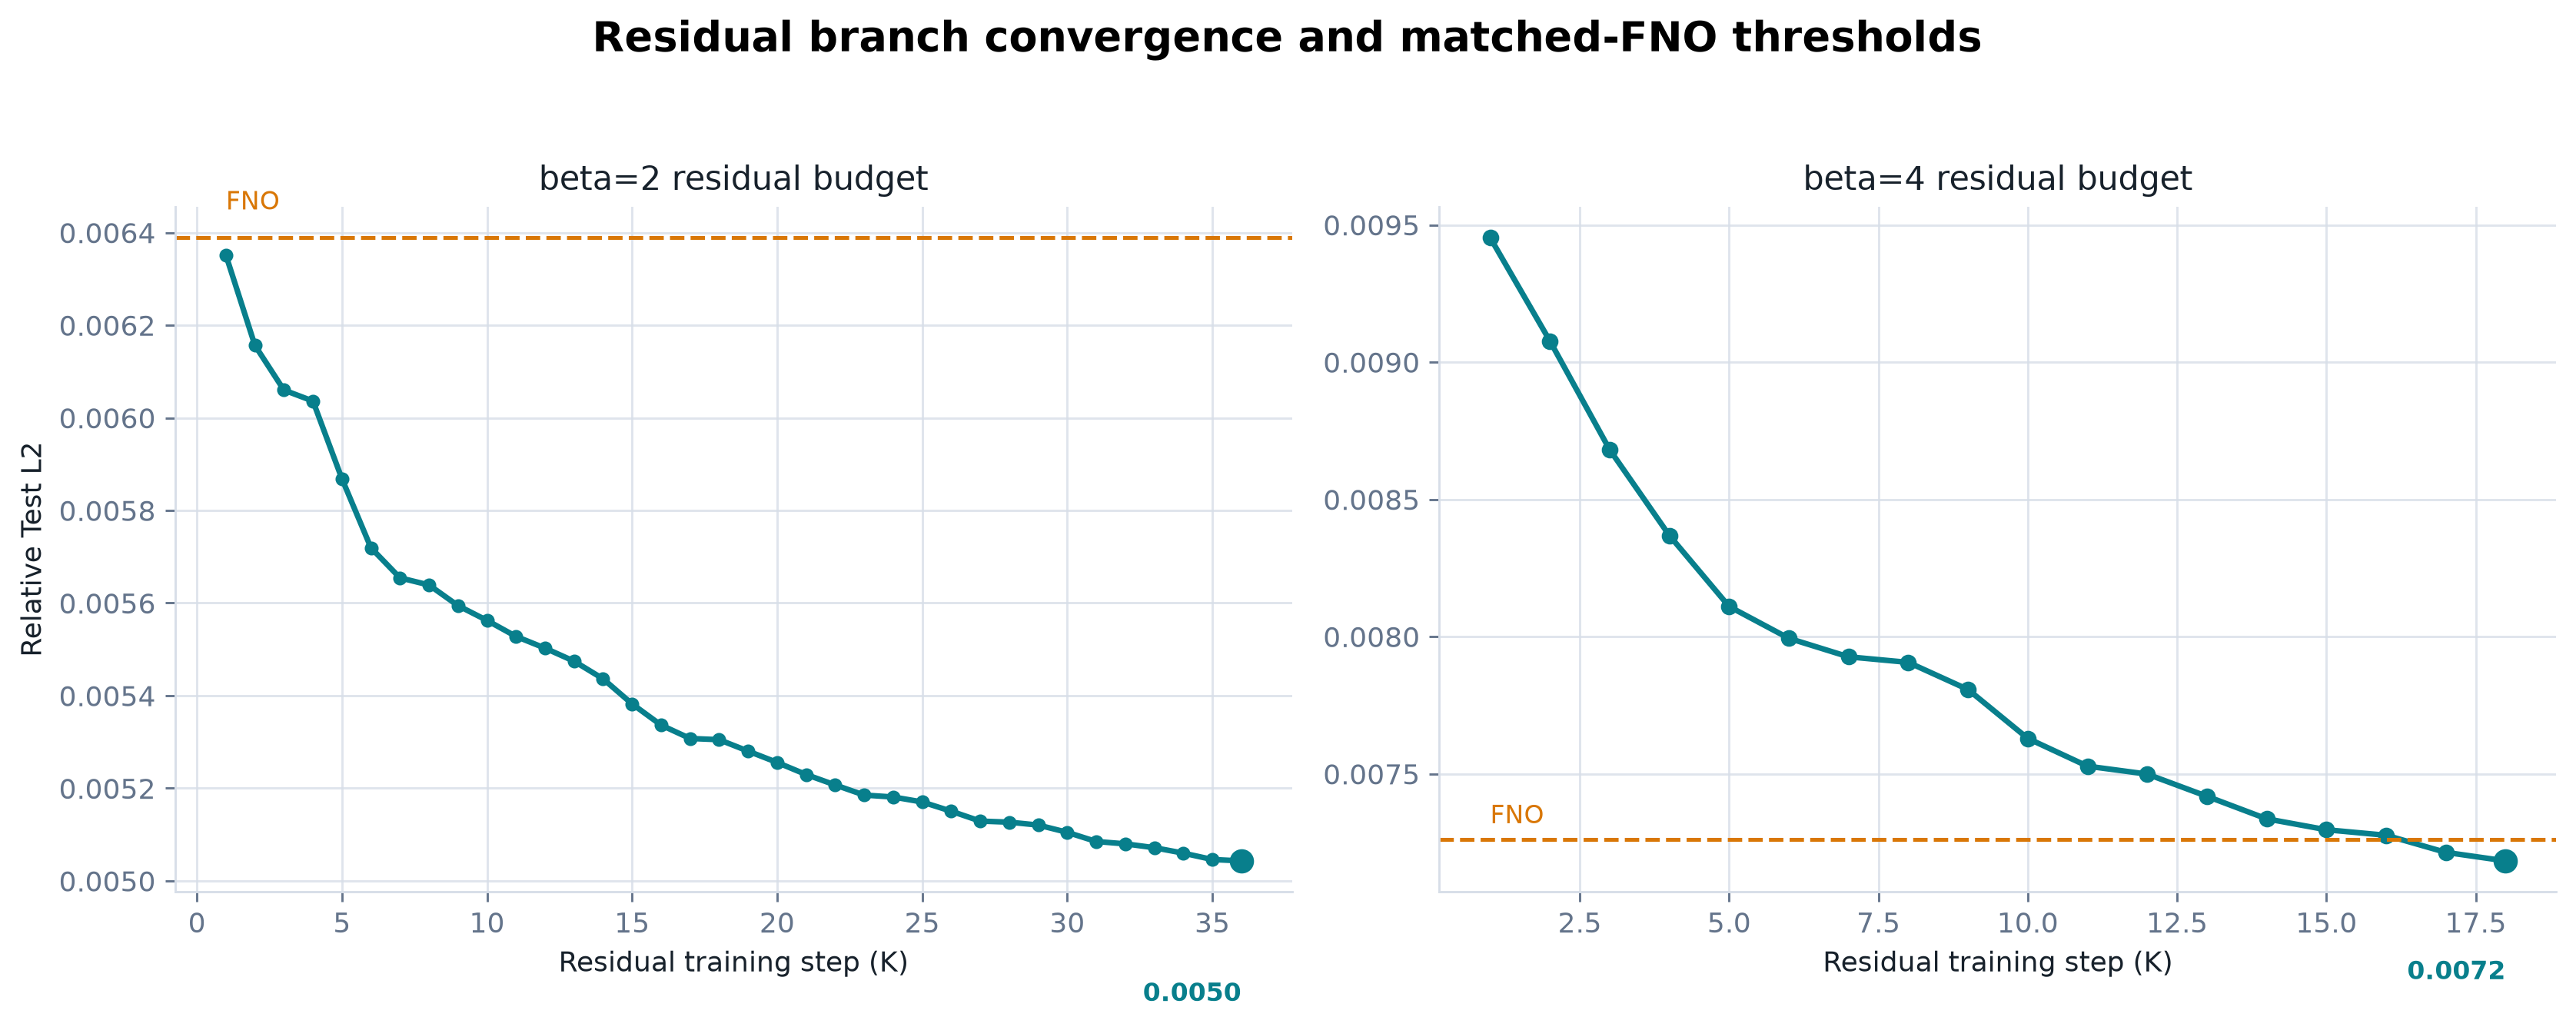 Residual branch convergence and matched-FNO thresholds
beta=2 residual budget
FNO
0.0064
0.0062
0.0060
0.0058
0.0056
0.0054
0.0052
0.0050
Relative Test L2
0 5 10 15 20 25 30 35
Residual training step (K)
0.0050
beta=4 residual budget
0.0095
0.0090
0.0085
0.0080
0.0075
FNO
2.5 5.0 7.5 10.0 12.5 15.0 17.5
Residual training step (K)
0.0072